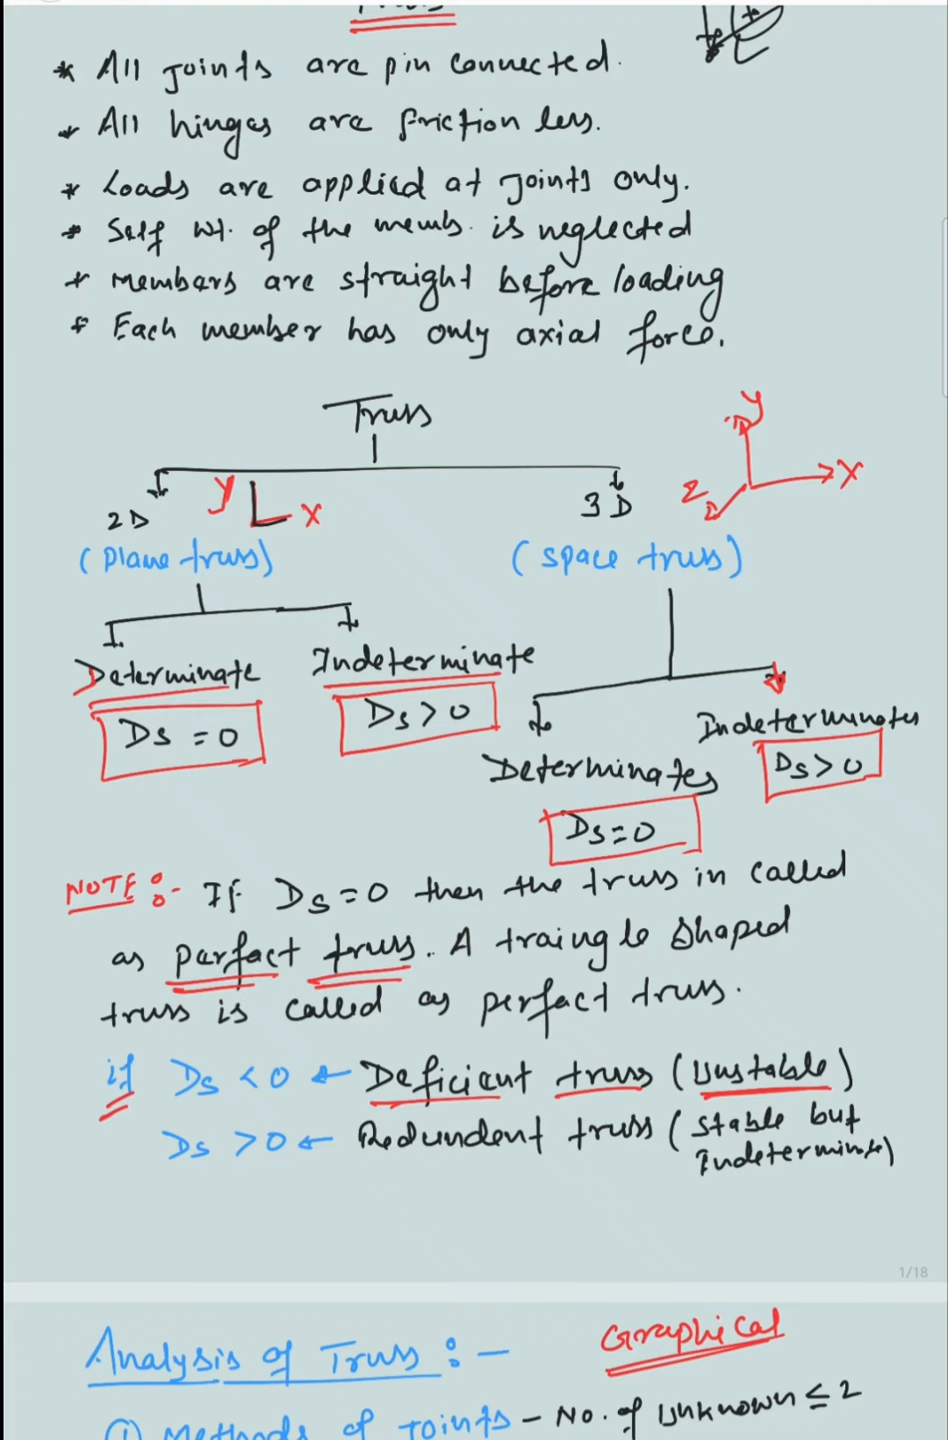 * All joints are pin connected.
* All hinges are frictionless.
* Loads are applied at joints only.
* Self wt. of the memb. is neglected
* Members are straight before loading
* Each member has only axial force.
Truss
2D
y
x
3D
y
x
z
(plane truss)
(space truss)
Determinate
Indeterminate
Ds = 0
Ds > 0
Indeterminates
Determinates
Ds > 0
Ds = 0
NOTE :- If Ds = 0 then the truss in called
as parfact truss. A traingle shaped
truss is called as perfact truss.
if Ds < 0 ← Deficient truss (Unstable)
Ds > 0 ← Redundent truss (stable but
Indeterminate)
1/18
Graphical
Analysis of Truss :-
① Methods of joints - No. of Unknown ≤ 2